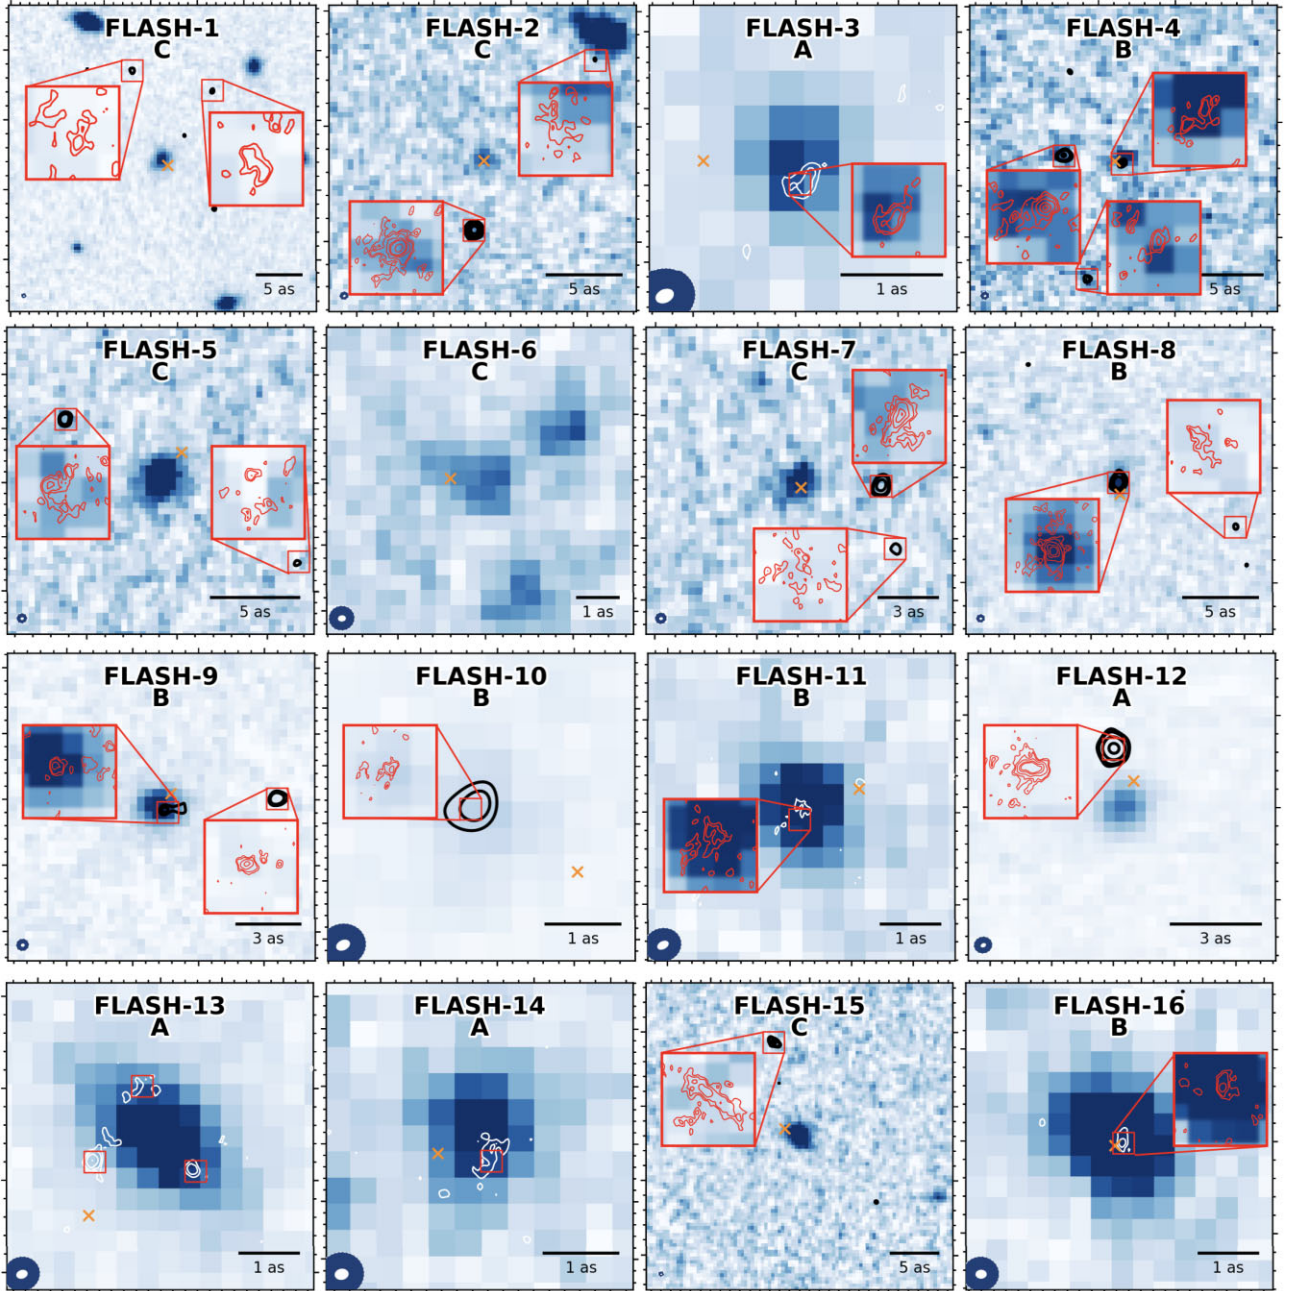 FLASH-1
C
5 as
FLASH-2
C
5 as
FLASH-3
A
1 as
FLASH-4
B
5 as
FLASH-5
C
5 as
FLASH-6
C
1 as
FLASH-7
C
3 as
FLASH-8
B
5 as
FLASH-9
B
3 as
FLASH-10
B
1 as
FLASH-11
B
1 as
FLASH-12
A
3 as
FLASH-13
A
1 as
FLASH-14
A
1 as
FLASH-15
C
5 as
FLASH-16
B
1 as